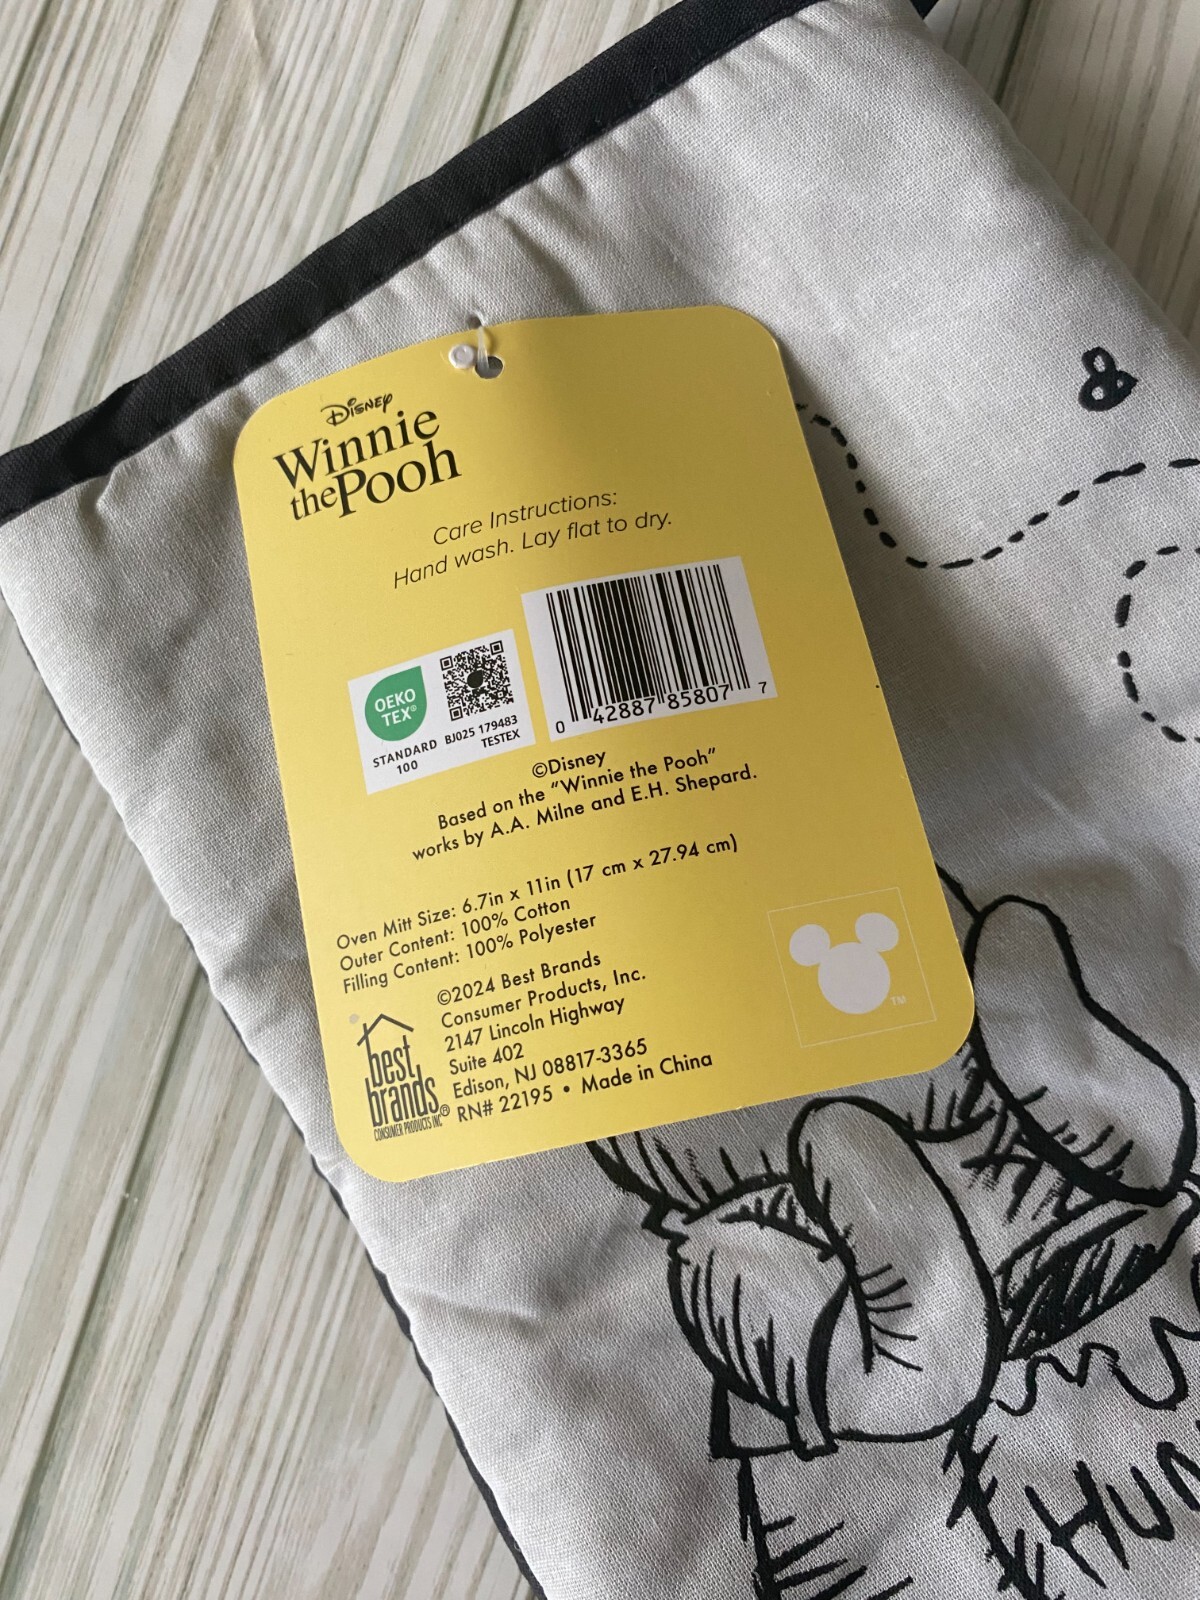 Disney
Winnie
the Pooh
Care Instructions:
Hand wash. Lay flat to dry.
OEKO
TEX®
STANDARD
100
BJ025 179483
TESTEX
0 42887 85807 7
©Disney
Based on the "Winnie the Pooh"
works by A.A. Milne and E.H. Shepard.
Oven Mitt Size: 6.7in x 11in (17 cm x 27.94 cm)
Outer Content: 100% Cotton
Filling Content: 100% Polyester
best
brands®
CONSUMER PRODUCTS INC
©2024 Best Brands
Consumer Products, Inc.
2147 Lincoln Highway
Suite 402
Edison, NJ 08817-3365
RN# 22195 • Made in China
TM
HUN